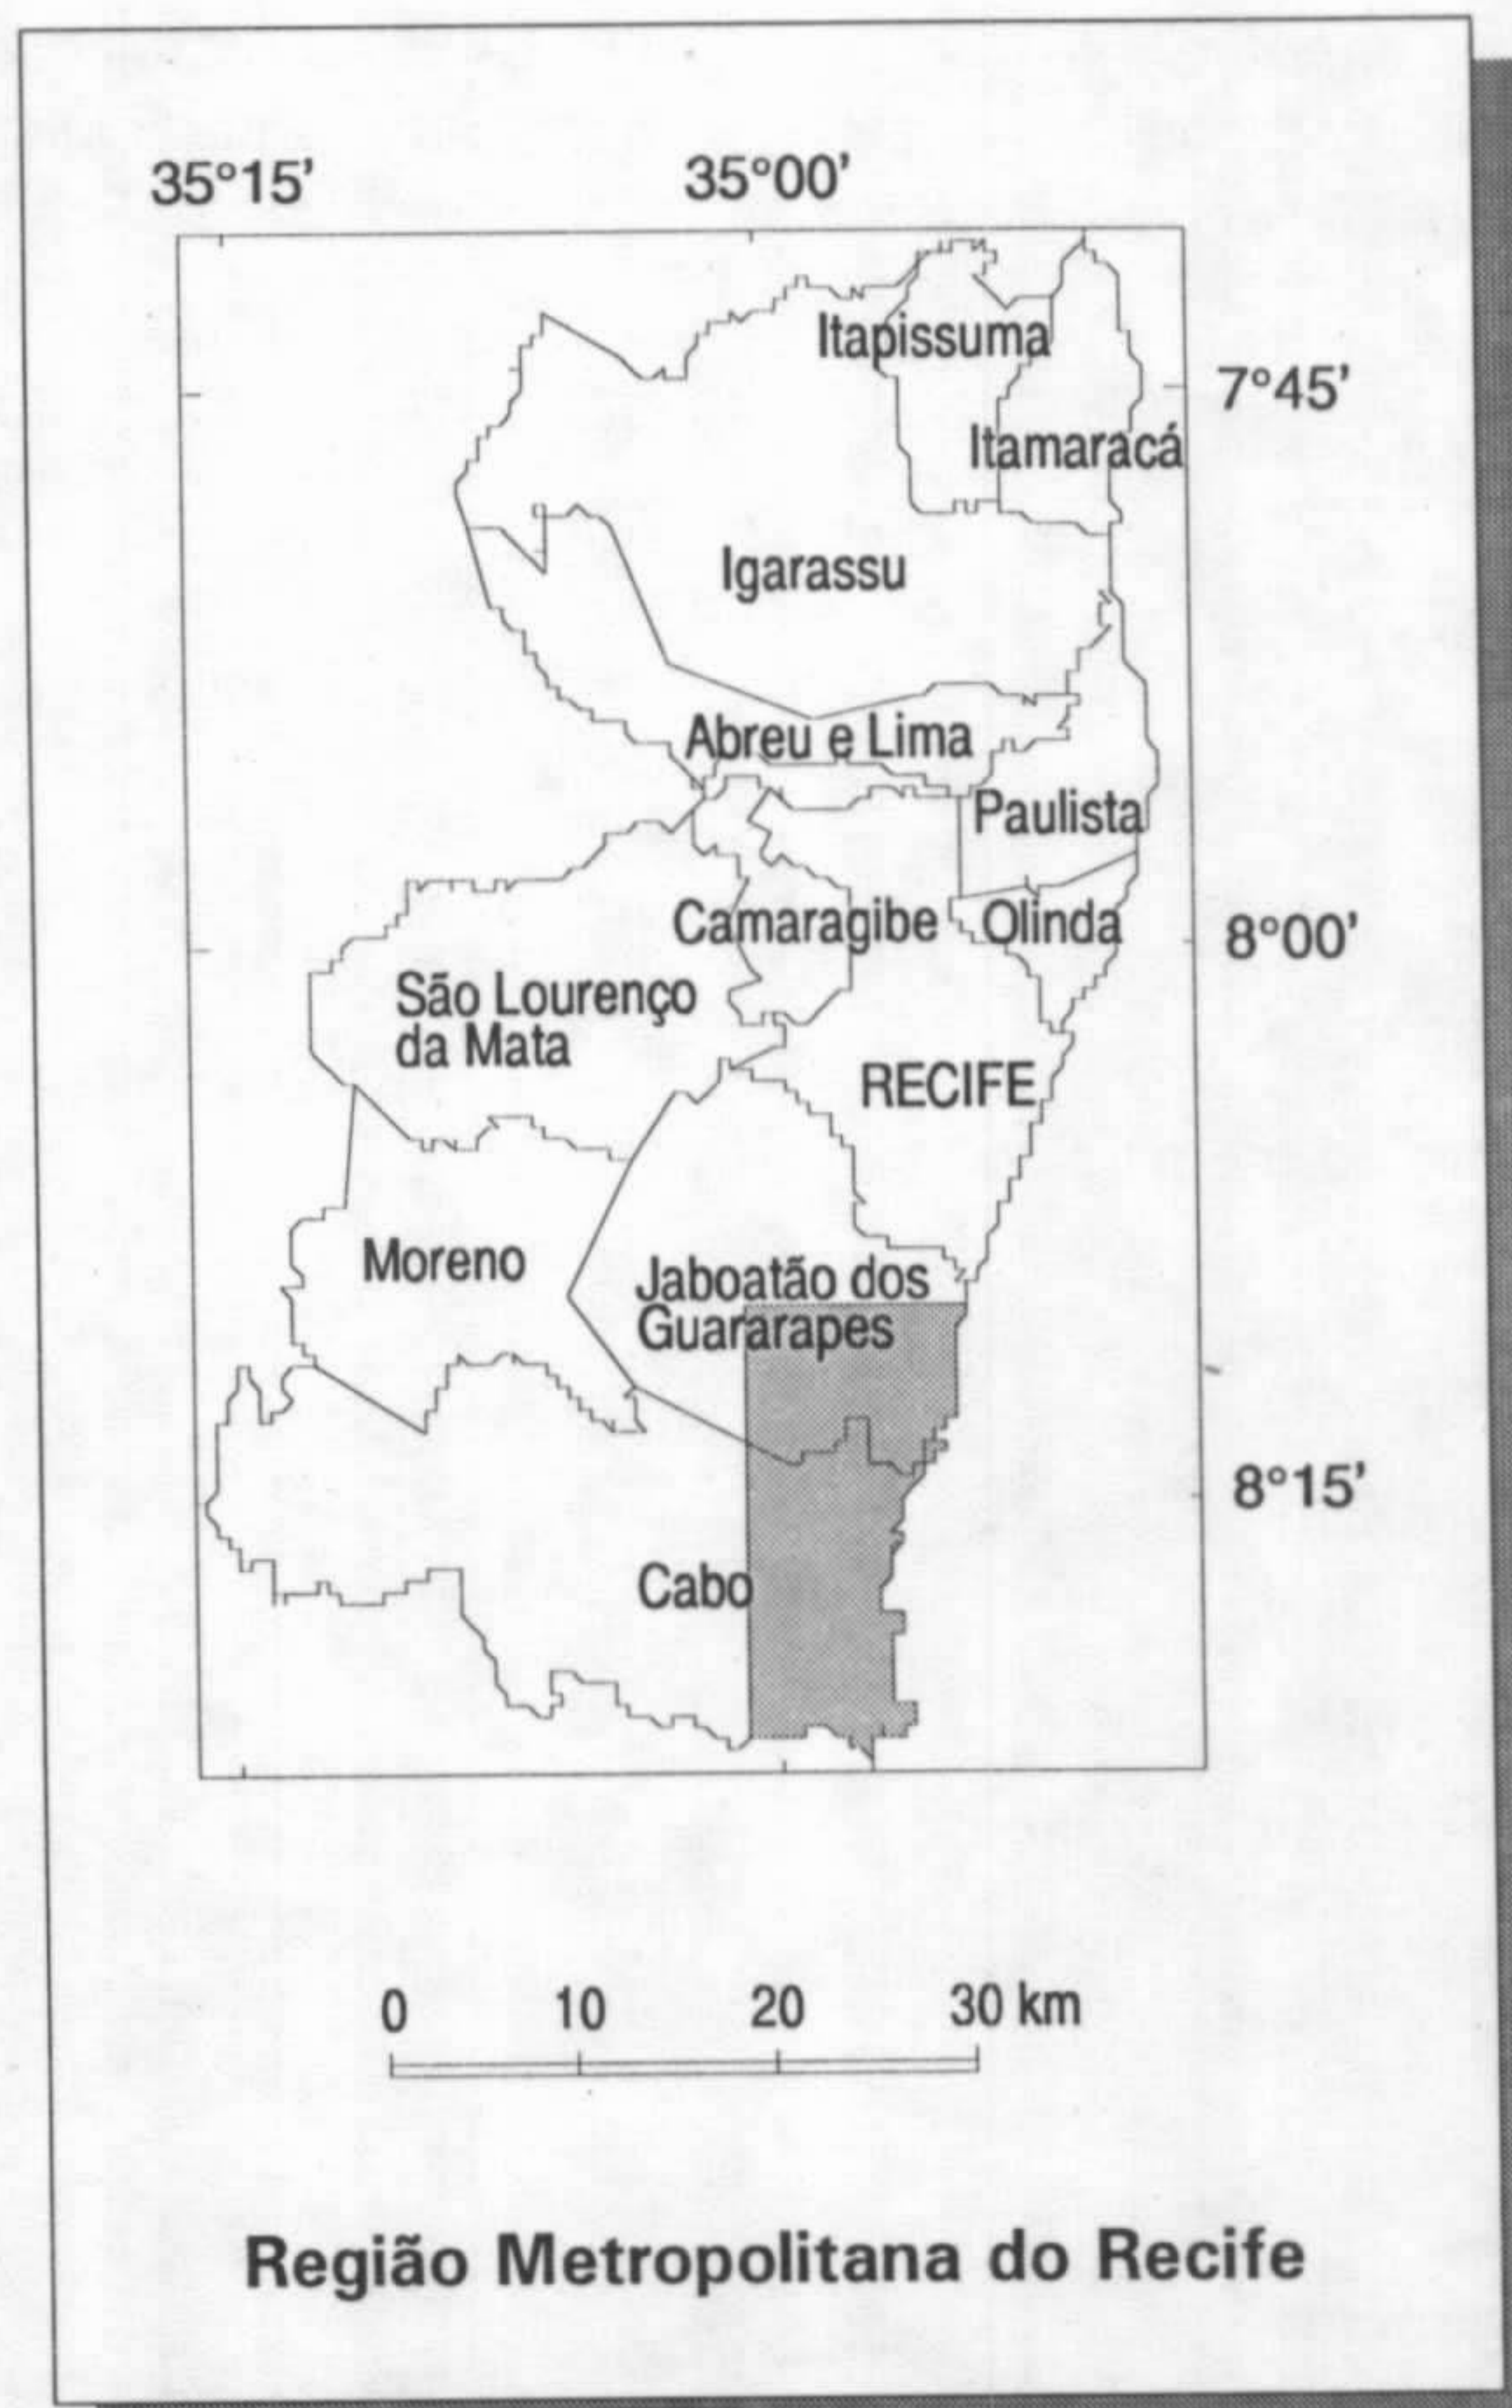 35°15’
35°00’
Itapissuma
7°45’
Itamaracá
Igarassu
Abreu e Lima
Paulista
Camaragibe
Olinda
8°00’
São Lourenço
da Mata
RECIFE
Moreno
Jaboatão dos
Guararapes
8°15’
Cabo
0 10 20 30 km
Região Metropolitana do Recife